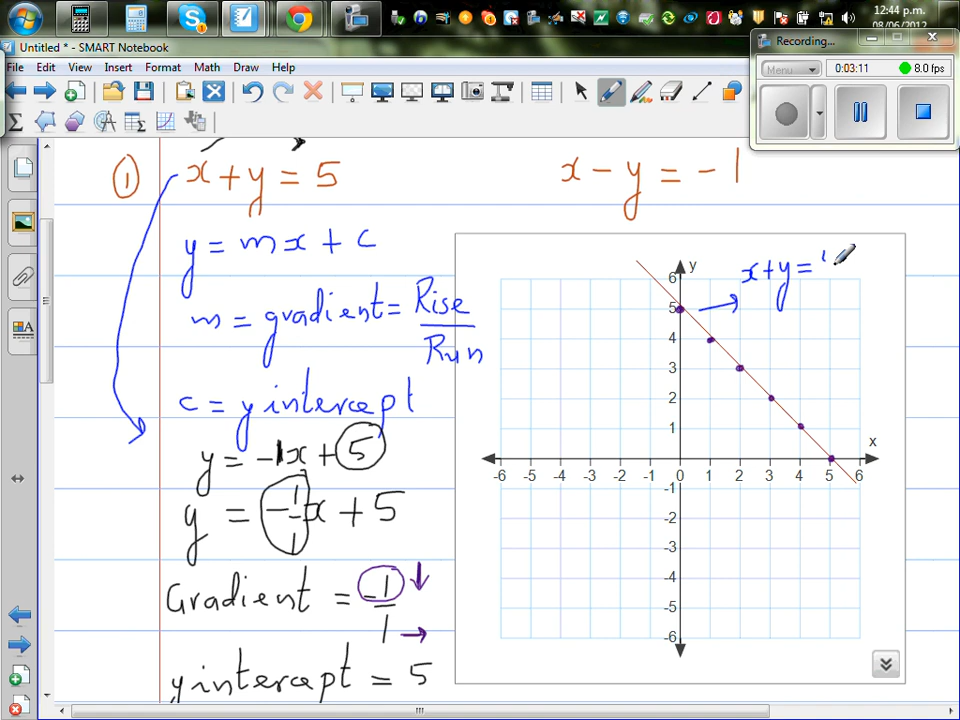 12:44 p.m.
08/06/2012
Untitled * - SMART Notebook
Recording...
File Edit View Insert Format Math Draw Help
Menu
0:03:11
8.0 fps
① x + y = 5
x - y = -1
y = mx + c
m = gradient = Rise
Run
c = y intercept
y = -1x + 5
y = -1/1 x + 5
Gradient = -1 ↓
1 →
y intercept = 5
x+y=
y
6
5
4
3
2
1
x
-6 -5 -4 -3 -2 -1 0 1 2 3 4 5 6
-1
-2
-3
-4
-5
-6